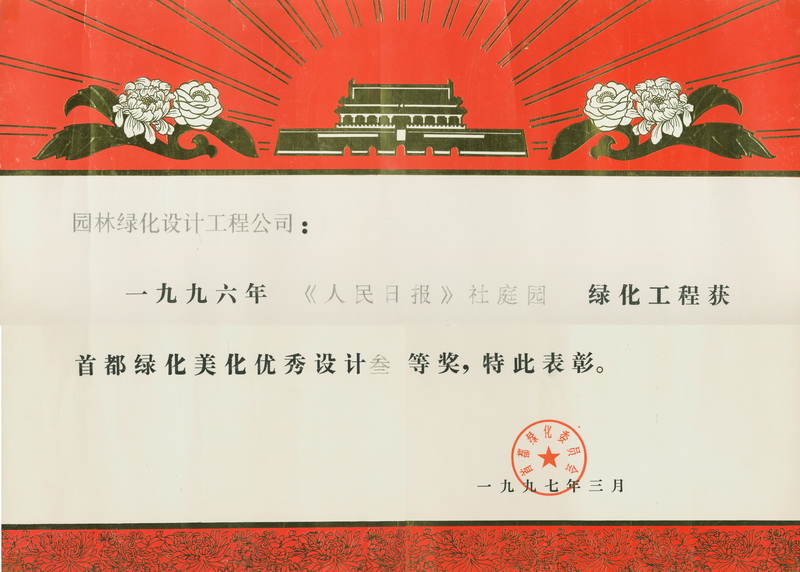 园林绿化设计工程公司：
一九九六年 《人民日报》社庭园 绿化工程获
首都绿化美化优秀设计叁等奖，特此表彰。
首都绿化委员会
一九九七年三月